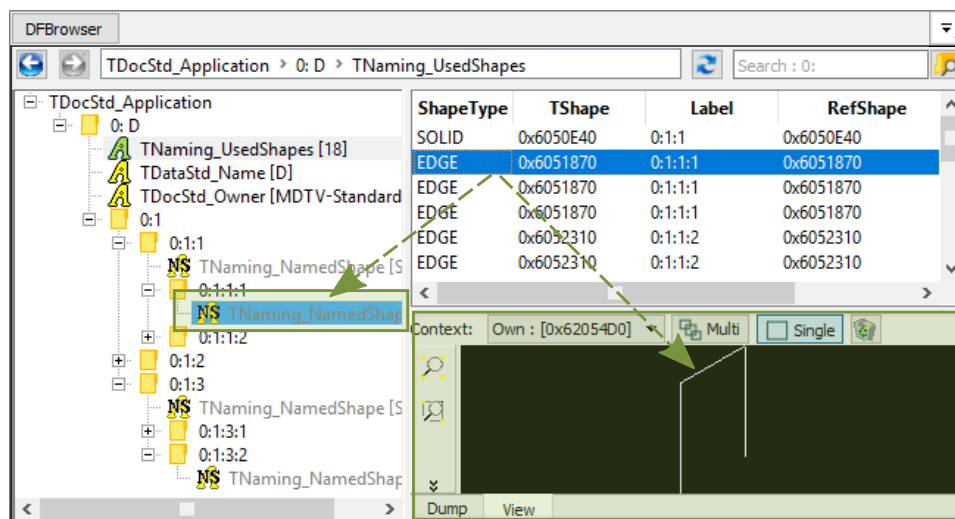 DFBrowser
TDocStd_Application > 0: D > TNaming_UsedShapes
Search : 0:
TDocStd_Application
0: D
TNaming_UsedShapes [18]
TDataStd_Name [D]
TDocStd_Owner [MDTV-Standard
0:1
0:1:1
TNaming_NamedShape [S
0:1:1:1
TNaming_NamedShap
0:1:1:2
0:1:2
0:1:3
TNaming_NamedShape [S
0:1:3:1
0:1:3:2
TNaming_NamedShap
ShapeType TShape Label RefShape
SOLID 0x6050E40 0:1:1 0x6050E40
EDGE 0x6051870 0:1:1:1 0x6051870
EDGE 0x6051870 0:1:1:1 0x6051870
EDGE 0x6051870 0:1:1:1 0x6051870
EDGE 0x6052310 0:1:1:2 0x6052310
EDGE 0x6052310 0:1:1:2 0x6052310
Context: Own : [0x62054D0] Multi Single
Dump View